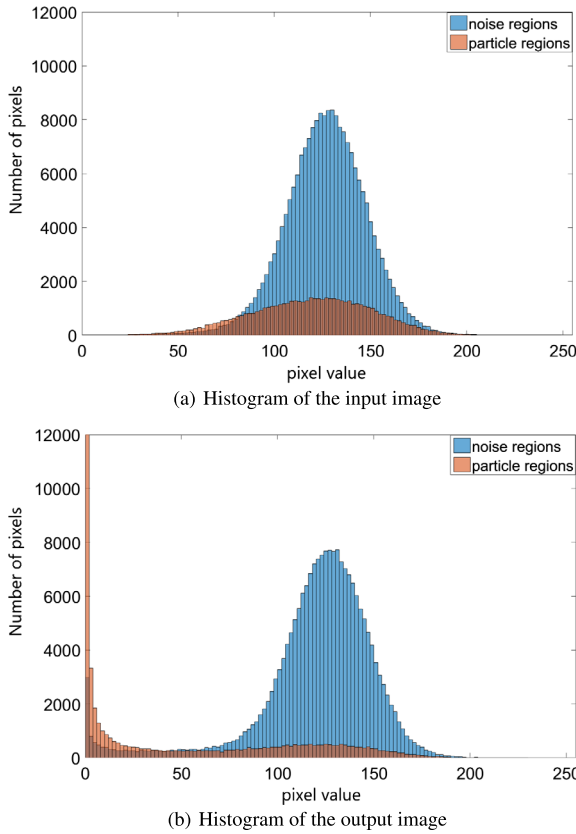 noise regions
particle regions
12000
10000
8000
6000
4000
2000
0
Number of pixels
0 50 100 150 200 250
pixel value
(a) Histogram of the input image
noise regions
particle regions
12000
10000
8000
6000
4000
2000
0
Number of pixels
0 50 100 150 200 250
pixel value
(b) Histogram of the output image